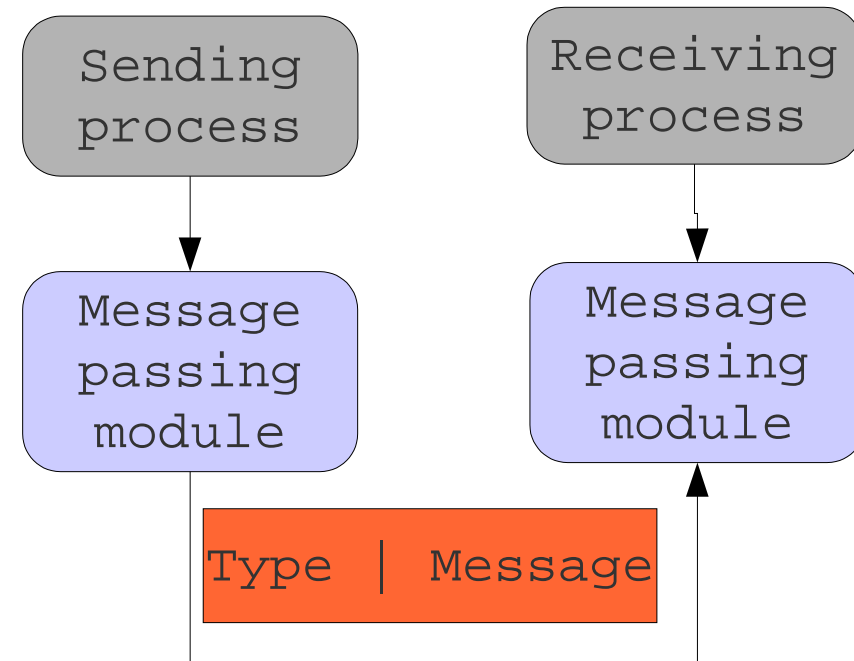 Sending
process
Receiving
process
Message
passing
module
Message
passing
module
Type | Message